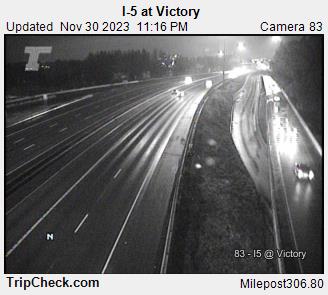 I-5 at Victory
Updated Nov 30 2023 11:16 PM Camera 83
T
N
83 - I5 @ Victory
TripCheck.com Milepost306.80